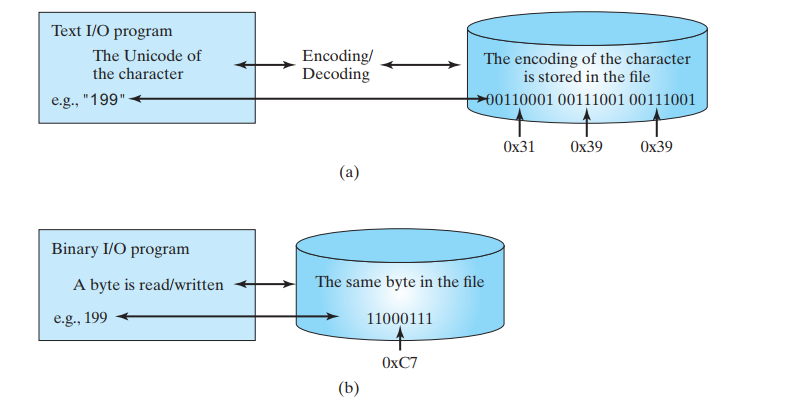 Text I/O program
The Unicode of
the character
e.g., "199"
Encoding/
Decoding
The encoding of the character
is stored in the file
00110001 00111001 00111001
0x31 0x39 0x39
(a)
Binary I/O program
A byte is read/written
e.g., 199
The same byte in the file
11000111
0xC7
(b)